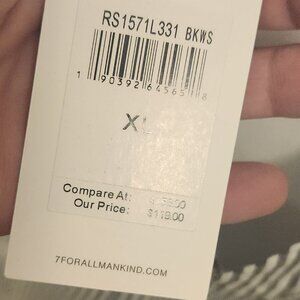 RS1571L331 BKWS
XL
Compare At:
Our Price: $119.00
7FORALLMANKIND.COM